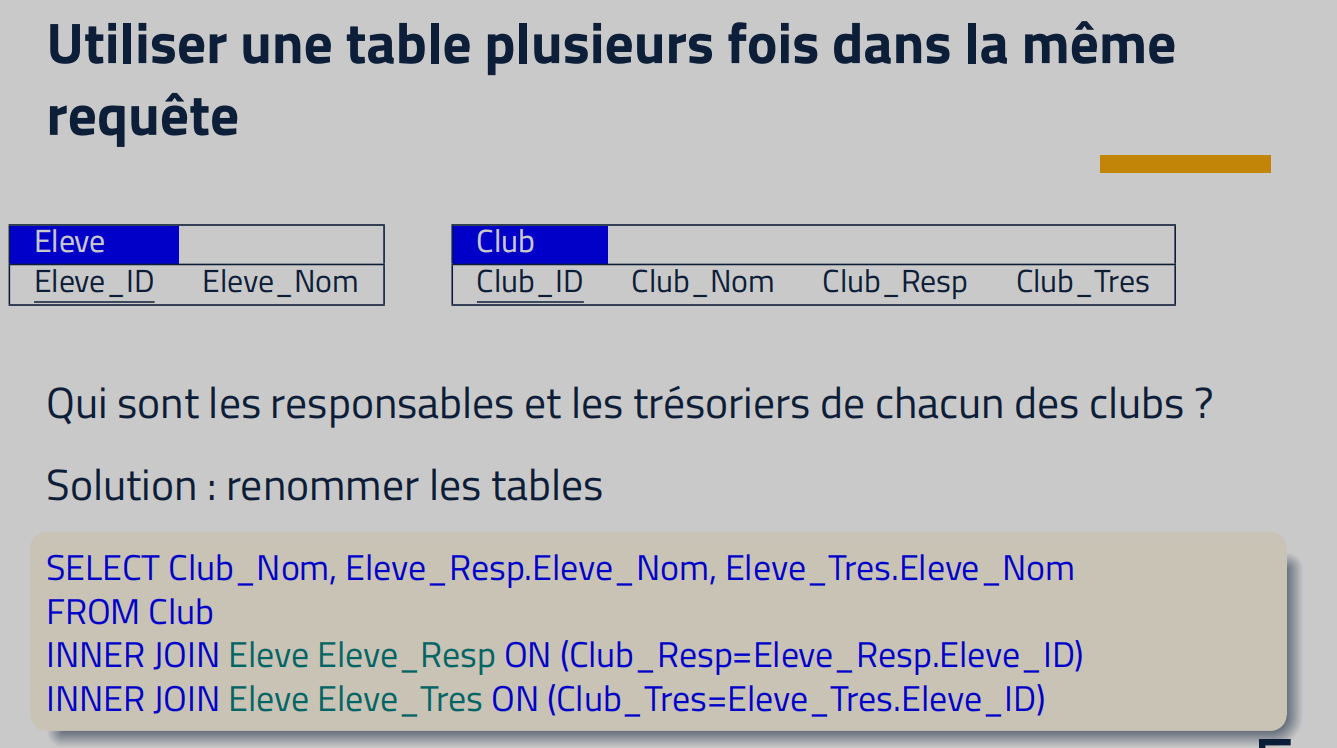 Utiliser une table plusieurs fois dans la même
requête
Eleve
Eleve_ID Eleve_Nom
Club
Club_ID Club_Nom Club_Resp Club_Tres
Qui sont les responsables et les trésoriers de chacun des clubs ?
Solution : renommer les tables
SELECT Club_Nom, Eleve_Resp.Eleve_Nom, Eleve_Tres.Eleve_Nom
FROM Club
INNER JOIN Eleve Eleve_Resp ON (Club_Resp=Eleve_Resp.Eleve_ID)
INNER JOIN Eleve Eleve_Tres ON (Club_Tres=Eleve_Tres.Eleve_ID)